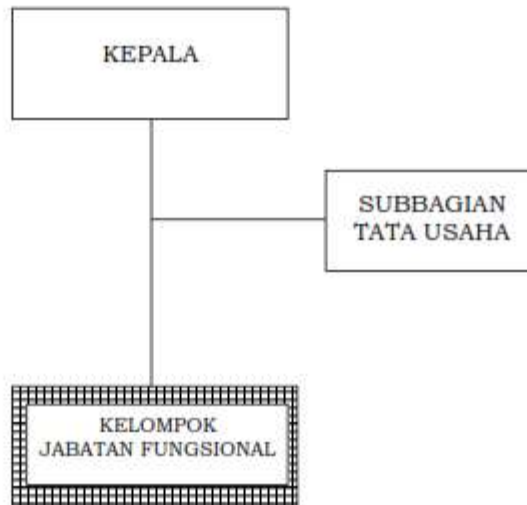 KEPALA
SUBBAGIAN
TATA USAHA
KELOMPOK
JABATAN FUNGSIONAL